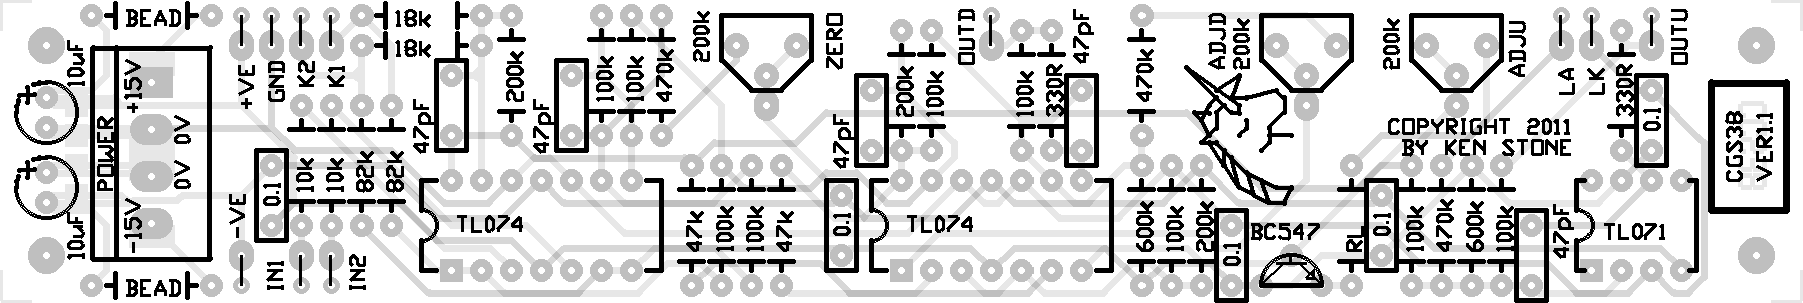 BEAD
10uF
10uF
POWER
+15V
0V
0V
-15V
BEAD
+VE
GND
K2
K1
18k
18k
-VE
0.1
10k
10k
82k
82k
IN1
IN2
47pF
200k
47pF
100k
100k
470k
TL074
200k
ZERO
47k
100k
100k
47k
0.1
47pF
200k
100k
OUTD
100k
330R
47pF
TL074
470k
ADJD
200k
600k
100k
200k
0.1
BC547
RL
0.1
200k
ADJU
COPYRIGHT 2011
BY KEN STONE
100k
470k
600k
100k
47pF
LA
LK
330R
OUTU
0.1
TL071
CGS38
VER1.1